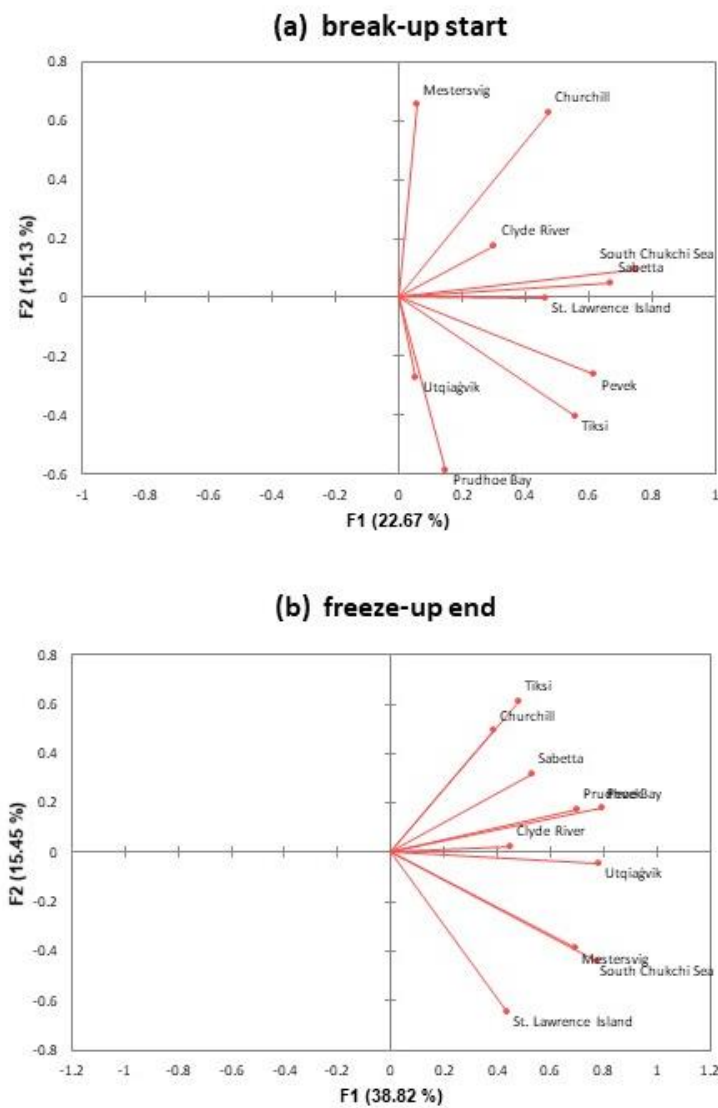 (a) break-up start
0.8
Mestersvig
Churchill
0.6
0.4
Clyde River
0.2
South Chukchi Sea
Sabetta
0
St. Lawrence Island
F2 (15.13 %)
-0.2
Utqiaġvik
Pevek
-0.4
Tiksi
-0.6
Prudhoe Bay
-1 -0.8 -0.6 -0.4 -0.2 0 0.2 0.4 0.6 0.8 1
F1 (22.67 %)
(b) freeze-up end
0.8
Tiksi
0.6
Churchill
0.4
Sabetta
0.2
Prudhoe Bay
Pevek
Clyde River
0
Utqiaġvik
F2 (15.45 %)
-0.2
-0.4
Mestersvig
South Chukchi Sea
-0.6
St. Lawrence Island
-0.8
-1.2 -1 -0.8 -0.6 -0.4 -0.2 0 0.2 0.4 0.6 0.8 1 1.2
F1 (38.82 %)